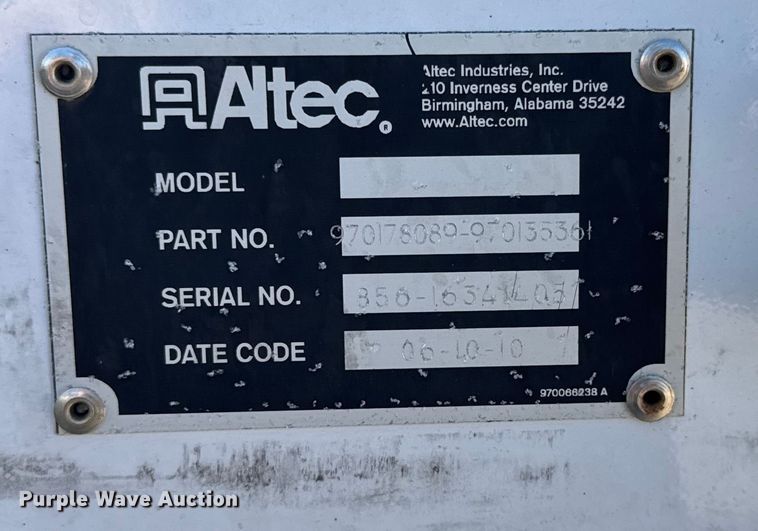 Altec®
Altec Industries, Inc.
210 Inverness Center Drive
Birmingham, Alabama 35242
www.Altec.com
MODEL
PART NO. 970178089-970135361
SERIAL NO.
DATE CODE 06-10-10
970066238 A
Purple Wave Auction